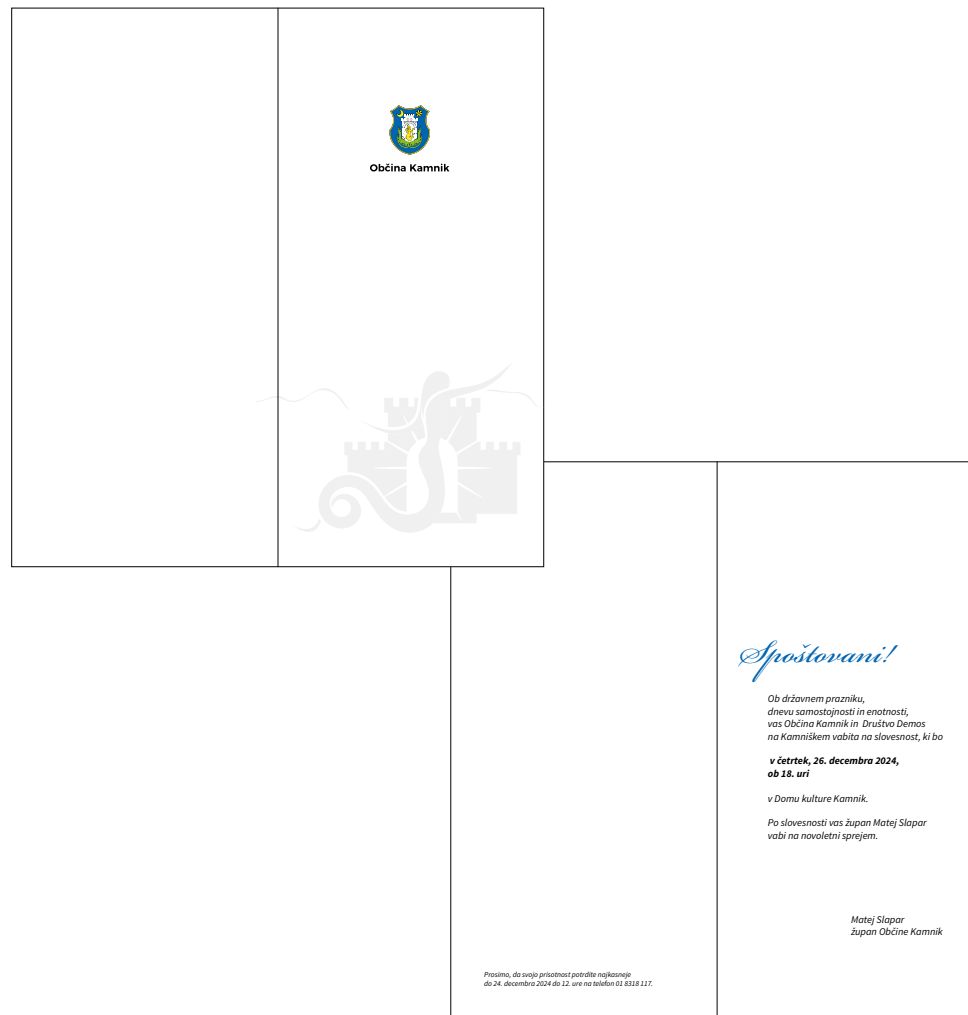 Občina Kamnik
Spoštovani!
Ob državnem prazniku,
dnevu samostojnosti in enotnosti,
vas Občina Kamnik in Društvo Demos
na Kamniškem vabita na slovesnost, ki bo
v četrtek, 26. decembra 2024,
ob 18. uri
v Domu kulture Kamnik.
Po slovesnosti vas župan Matej Slapar
vabi na novoletni sprejem.
Matej Slapar
župan Občine Kamnik
Prosimo, da svojo prisotnost potrdite najkasneje
do 24. decembra 2024 do 12. ure na telefon 01 8318 117.